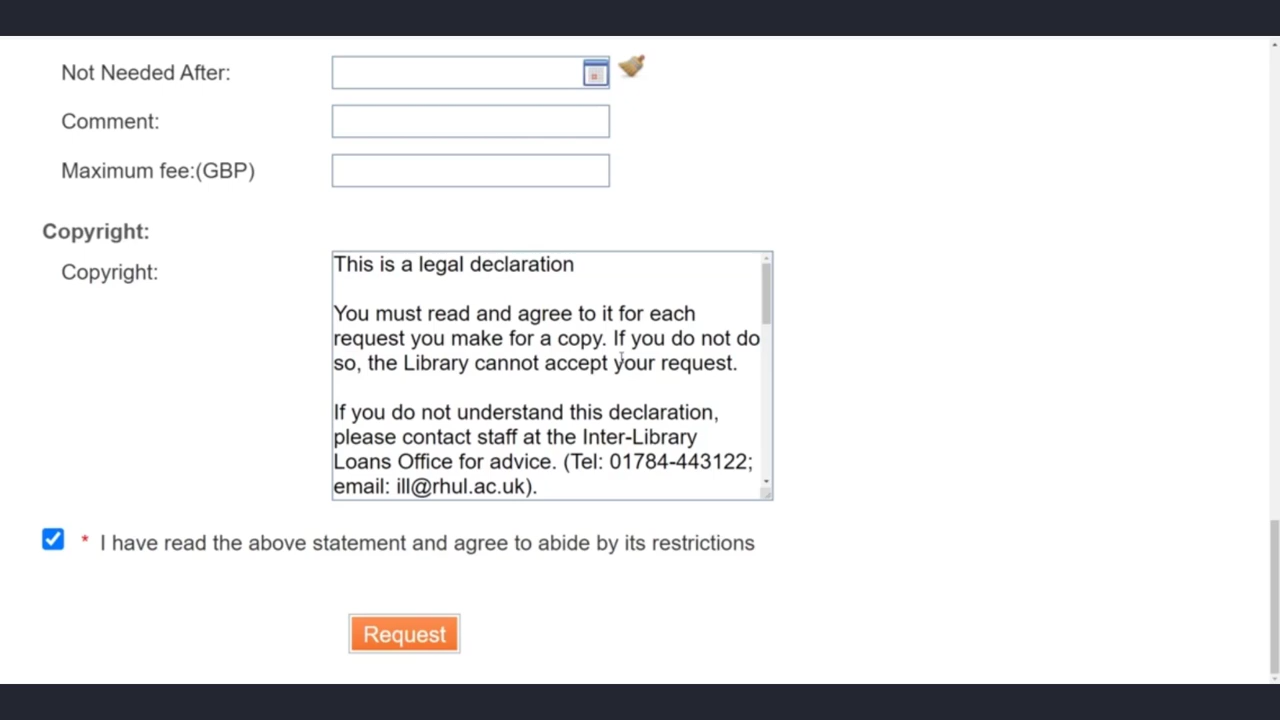 Not Needed After:
Comment:
Maximum fee:(GBP)
Copyright:
Copyright:
This is a legal declaration
You must read and agree to it for each
request you make for a copy. If you do not do
so, the Library cannot accept your request.
If you do not understand this declaration,
please contact staff at the Inter-Library
Loans Office for advice. (Tel: 01784-443122;
email: ill@rhul.ac.uk).
* I have read the above statement and agree to abide by its restrictions
Request